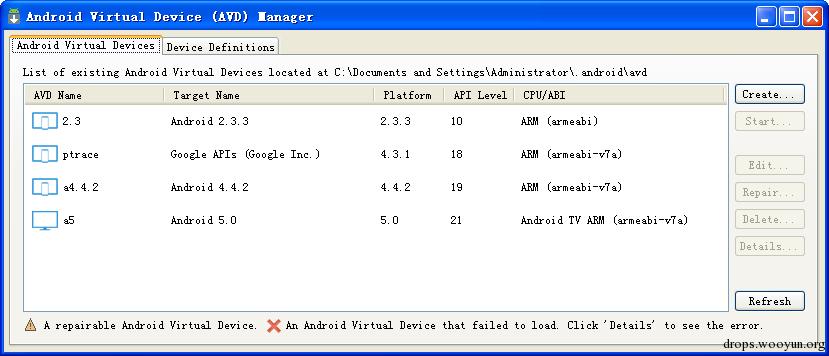 Android Virtual Device (AVD) Manager
Android Virtual Devices Device Definitions
List of existing Android Virtual Devices located at C:\Documents and Settings\Administrator\.android\avd
AVD Name Target Name Platform API Level CPU/ABI Create...
2.3 Android 2.3.3 2.3.3 10 ARM (armeabi) Start...
ptrace Google APIs (Google Inc.) 4.3.1 18 ARM (armeabi-v7a) Edit...
a4.4.2 Android 4.4.2 4.4.2 19 ARM (armeabi-v7a) Repair...
a5 Android 5.0 5.0 21 Android TV ARM (armeabi-v7a) Delete...
Details...
Refresh
A repairable Android Virtual Device. An Android Virtual Device that failed to load. Click 'Details' to see the error.
drops.wooyun.org